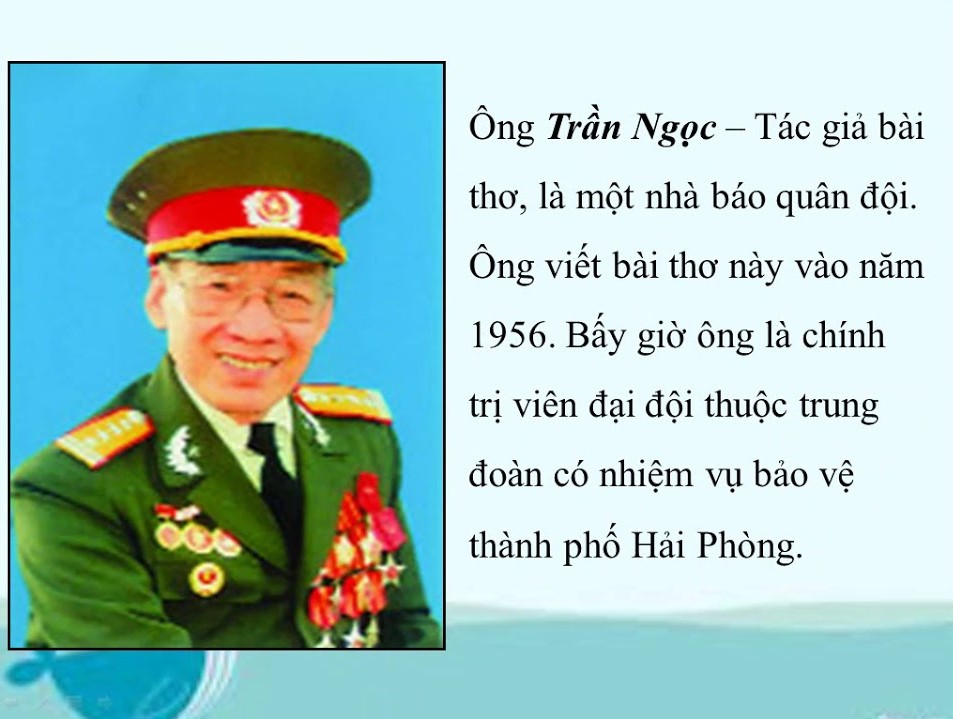 Ông Trần Ngọc – Tác giả bài
thơ, là một nhà báo quân đội.
Ông viết bài thơ này vào năm
1956. Bấy giờ ông là chính
trị viên đại đội thuộc trung
đoàn có nhiệm vụ bảo vệ
thành phố Hải Phòng.